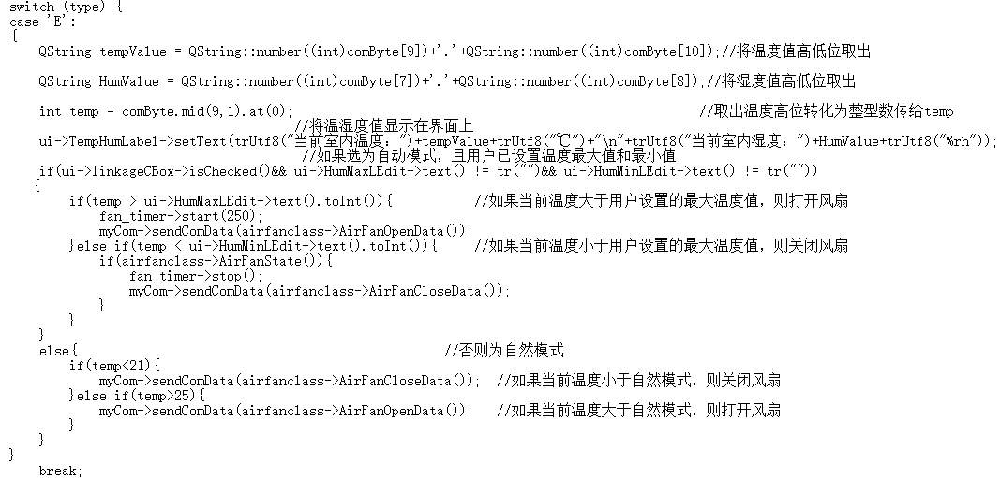 switch (type) {
case 'E':
{
    QString tempValue = QString::number((int)comByte[9])+'.'+QString::number((int)comByte[10]);//将温度值高低位取出
    QString HumValue = QString::number((int)comByte[7])+'.'+QString::number((int)comByte[8]);//将湿度值高低位取出
    int temp = comByte.mid(9,1).at(0);                                                      //取出温度高位转化为整型数传给temp
                                      //将温湿度值显示在界面上
    ui->TempHumLabel->setText(trUtf8("当前室内温度：")+tempValue+trUtf8("℃")+"\n"+trUtf8("当前室内湿度：")+HumValue+trUtf8("%rh"));
                                       //如果选为自动模式，且用户已设置温度最大值和最小值
    if(ui->linkageCBox->isChecked()&& ui->HumMaxLEdit->text() != tr("")&& ui->HumMinLEdit->text() != tr(""))
   {
        if(temp > ui->HumMaxLEdit->text().toInt()){           //如果当前温度大于用户设置的最大温度值，则打开风扇
            fan_timer->start(250);
            myCom->sendComData(airfanclass->AirFanOpenData());
        }else if(temp < ui->HumMinLEdit->text().toInt()){     //如果当前温度小于用户设置的最大温度值，则关闭风扇
            if(airfanclass->AirFanState()){
                fan_timer->stop();
                myCom->sendComData(airfanclass->AirFanCloseData());
            }
        }
    }
    else{                                                 //否则为自然模式
        if(temp<21){
            myCom->sendComData(airfanclass->AirFanCloseData());  //如果当前温度小于自然模式，则关闭风扇
        }else if(temp>25){
            myCom->sendComData(airfanclass->AirFanOpenData());   //如果当前温度大于自然模式，则打开风扇
        }
    }
}
    break;